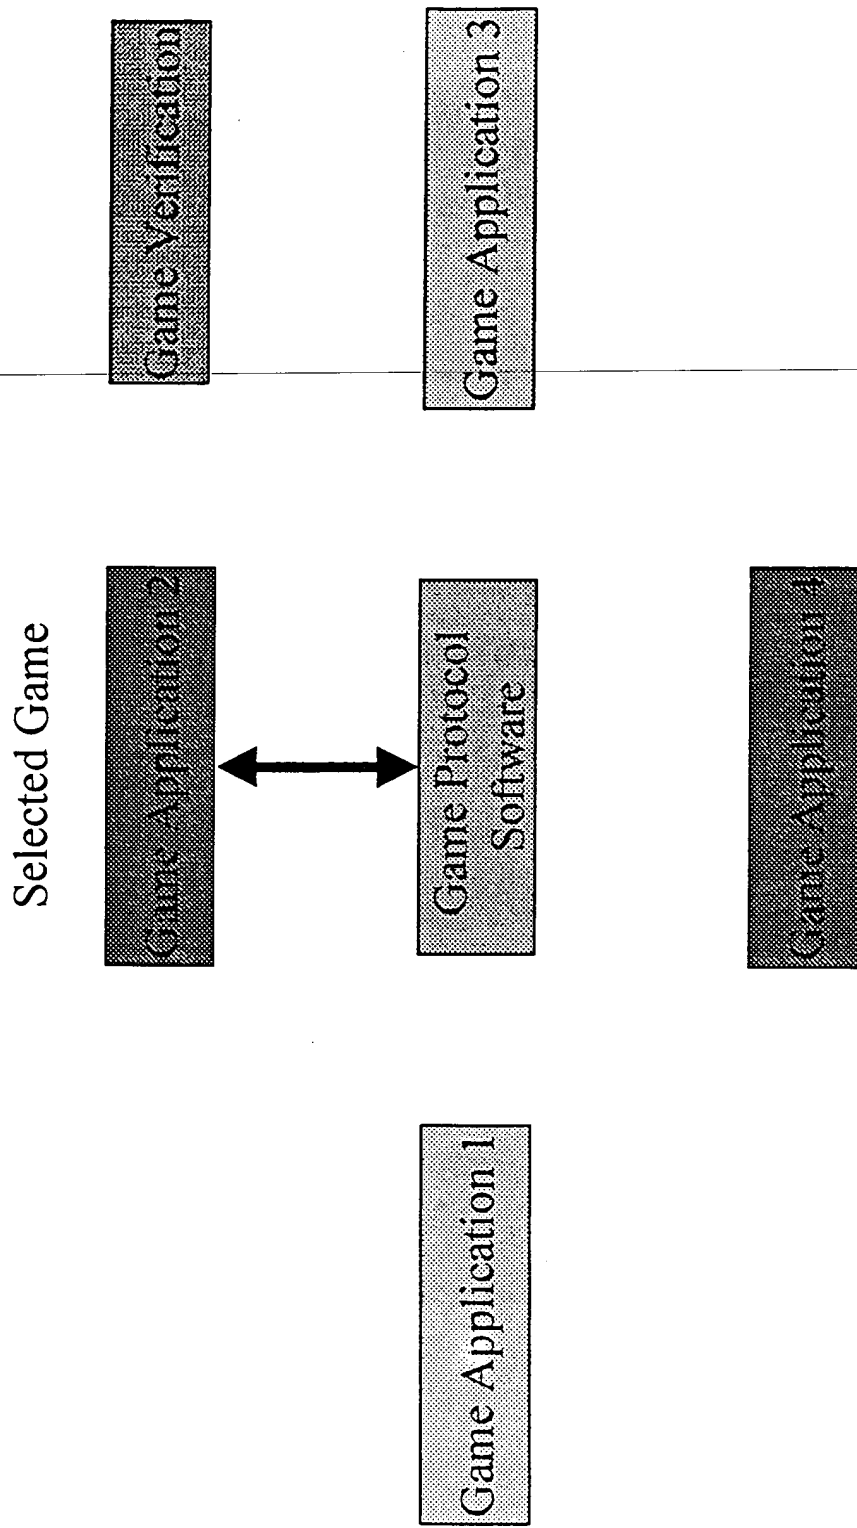 Selected Game
Game Application 2
Game Verification
Game Application 1
Game Protocol
Software
Game Application 3
Game Application 4